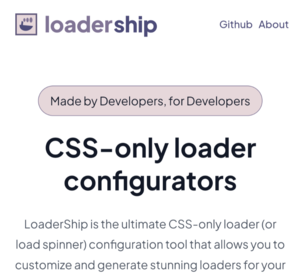 loadership
Github About
Made by Developers, for Developers
CSS-only loader
configurators
LoaderShip is the ultimate CSS-only loader (or
load spinner) configuration tool that allows you to
customize and generate stunning loaders for your